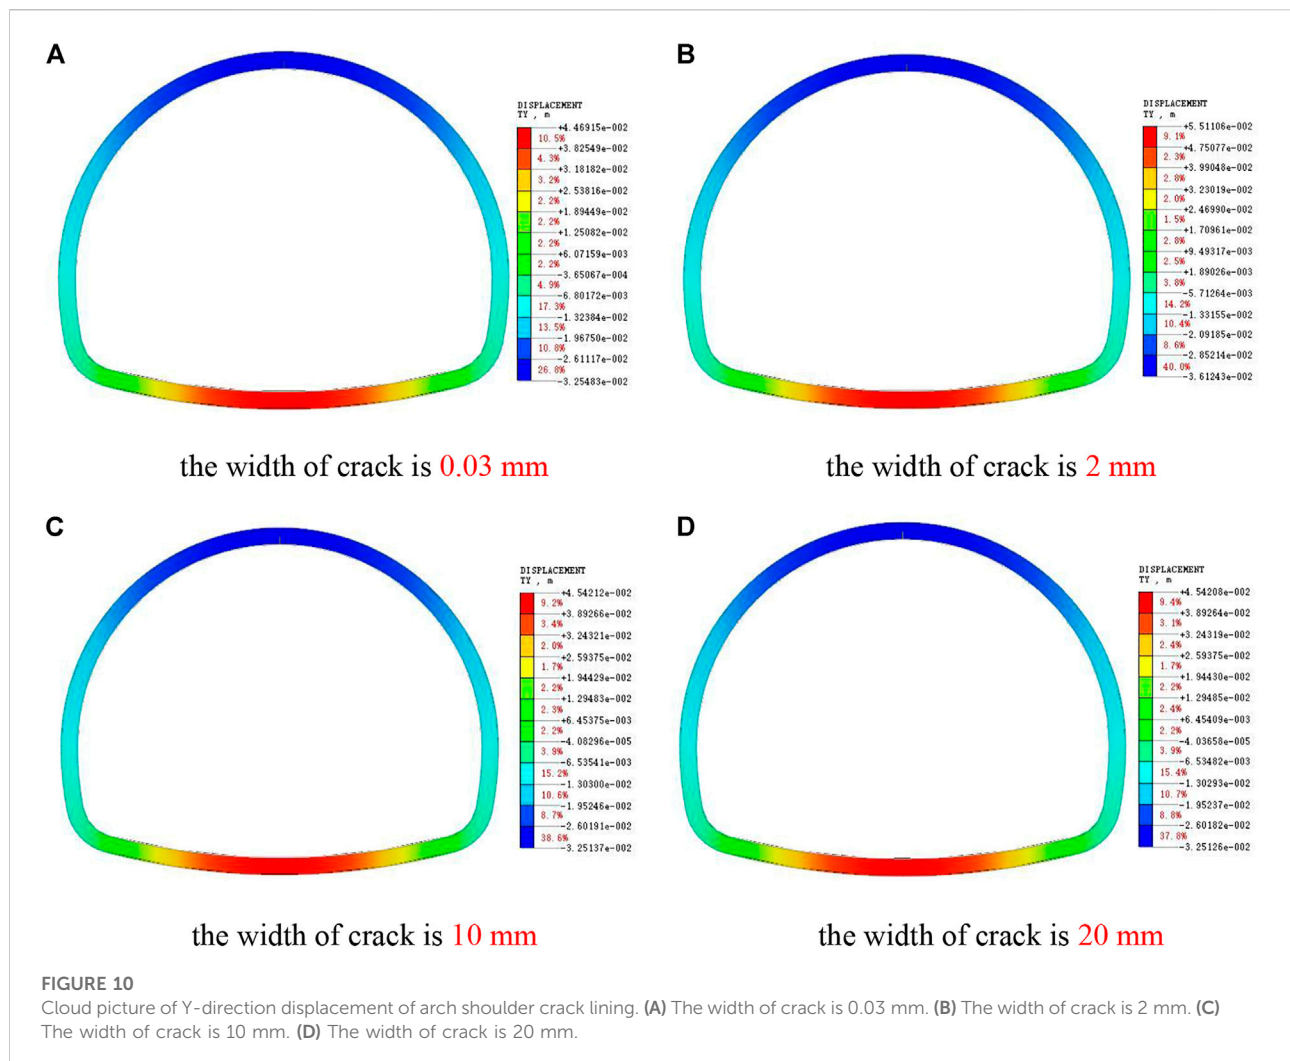 A
DISPLACEMENT
TY , m
+4.46915e-002
10.5%
+3.82549e-002
4.3%
+3.18182e-002
3.2%
+2.53816e-002
2.2%
+1.89449e-002
2.2%
+1.25082e-002
2.2%
+6.07159e-003
2.2%
-3.65067e-004
4.9%
-6.80172e-003
17.3%
-1.32384e-002
13.5%
-1.96750e-002
10.8%
-2.61117e-002
26.8%
-3.25483e-002
the width of crack is 0.03 mm
B
DISPLACEMENT
TY , m
+5.51106e-002
9.1%
+4.75077e-002
2.3%
+3.99048e-002
2.8%
+3.23019e-002
2.0%
+2.46990e-002
1.5%
+1.70961e-002
2.8%
+9.49317e-003
2.5%
+1.89026e-003
3.8%
-5.71264e-003
14.2%
-1.33155e-002
10.4%
-2.09185e-002
8.6%
-2.85214e-002
40.0%
-3.61243e-002
the width of crack is 2 mm
C
DISPLACEMENT
TY , m
+4.54212e-002
9.2%
+3.89266e-002
3.4%
+3.24321e-002
2.0%
+2.59375e-002
1.7%
+1.94429e-002
2.2%
+1.29483e-002
2.3%
+6.45375e-003
2.2%
-4.08296e-005
3.9%
-6.53541e-003
15.2%
-1.30300e-002
10.6%
-1.95246e-002
8.7%
-2.60191e-002
38.6%
-3.25137e-002
the width of crack is 10 mm
D
DISPLACEMENT
TY , m
+4.54208e-002
9.4%
+3.89264e-002
3.1%
+3.24319e-002
2.4%
+2.59375e-002
1.7%
+1.94430e-002
2.2%
+1.29485e-002
2.4%
+6.45409e-003
2.2%
-4.03658e-005
3.9%
-6.53482e-003
15.4%
-1.30293e-002
10.7%
-1.95237e-002
8.8%
-2.60182e-002
37.8%
-3.25126e-002
the width of crack is 20 mm
FIGURE 10
Cloud picture of Y-direction displacement of arch shoulder crack lining. (A) The width of crack is 0.03 mm. (B) The width of crack is 2 mm. (C)
The width of crack is 10 mm. (D) The width of crack is 20 mm.